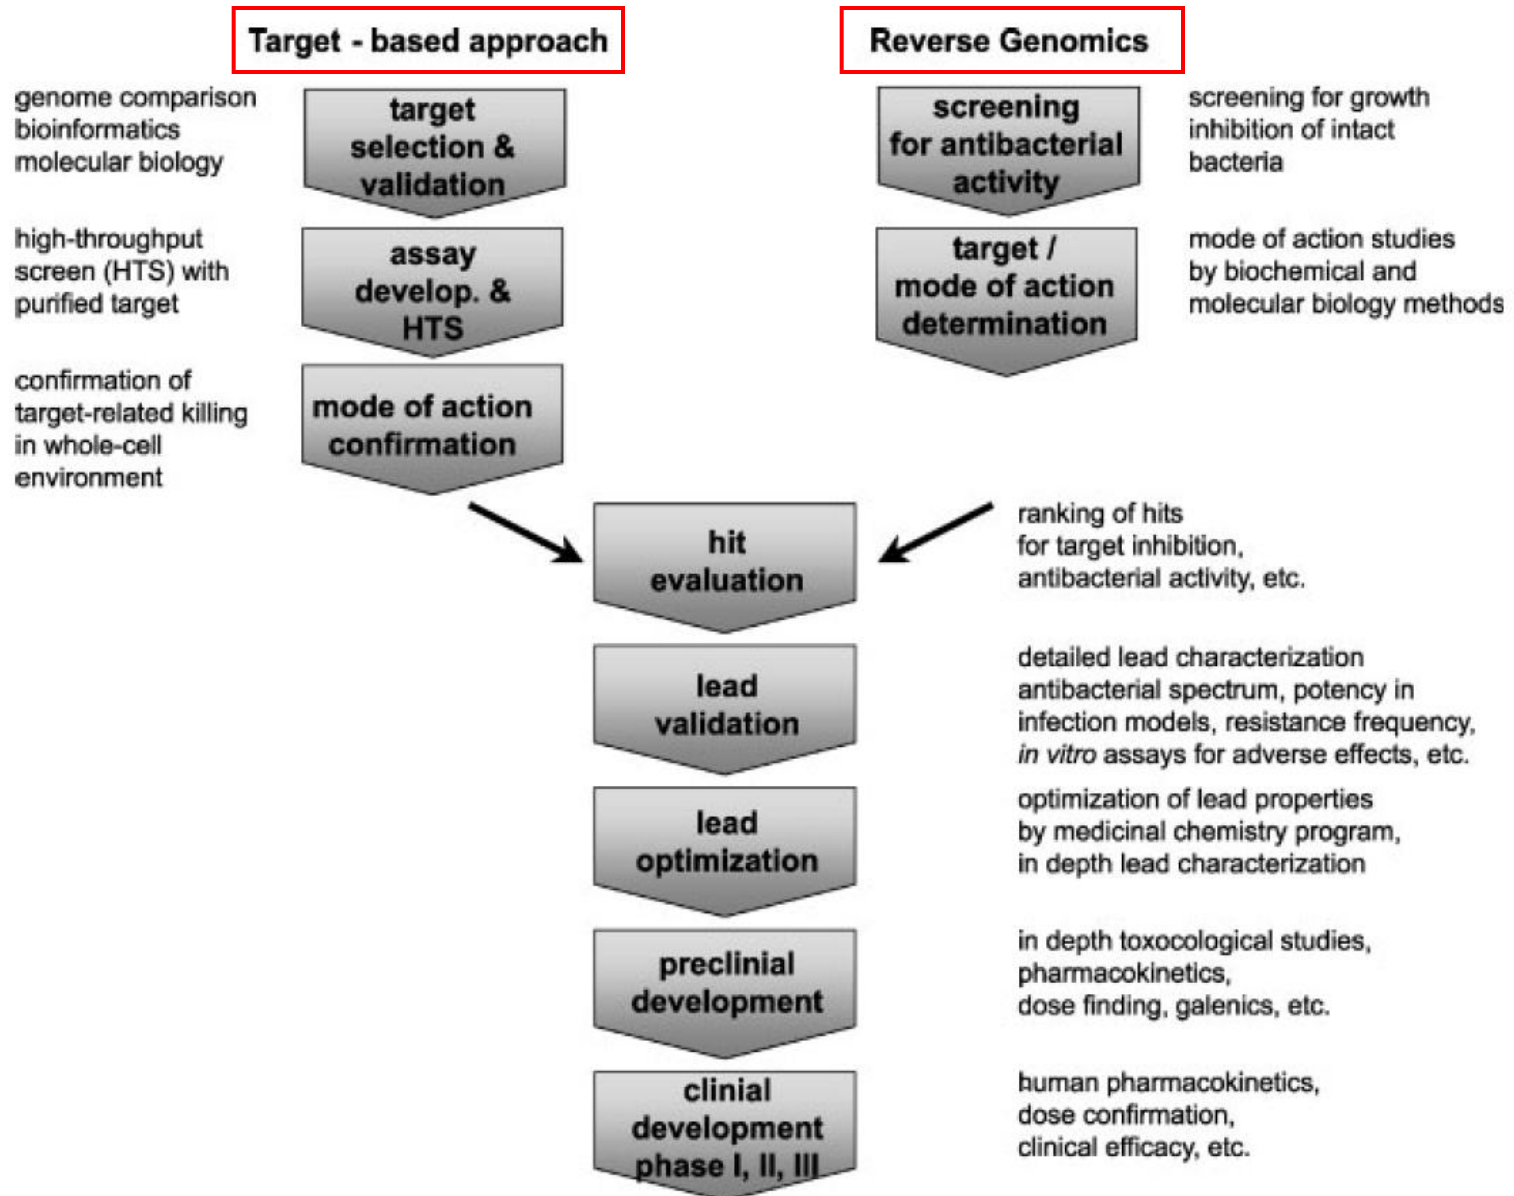 Target - based approach
Reverse Genomics
genome comparison
bioinformatics
molecular biology
target
selection &
validation
screening
for antibacterial
activity
screening for growth
inhibition of intact
bacteria
high-throughput
screen (HTS) with
purified target
assay
develop. &
HTS
target /
mode of action
determination
mode of action studies
by biochemical and
molecular biology methods
confirmation of
target-related killing
in whole-cell
environment
mode of action
confirmation
hit
evaluation
ranking of hits
for target inhibition,
antibacterial activity, etc.
lead
validation
detailed lead characterization
antibacterial spectrum, potency in
infection models, resistance frequency,
in vitro assays for adverse effects, etc.
lead
optimization
optimization of lead properties
by medicinal chemistry program,
in depth lead characterization
preclinial
development
in depth toxocological studies,
pharmacokinetics,
dose finding, galenics, etc.
clinial
development
phase I, II, III
human pharmacokinetics,
dose confirmation,
clinical efficacy, etc.